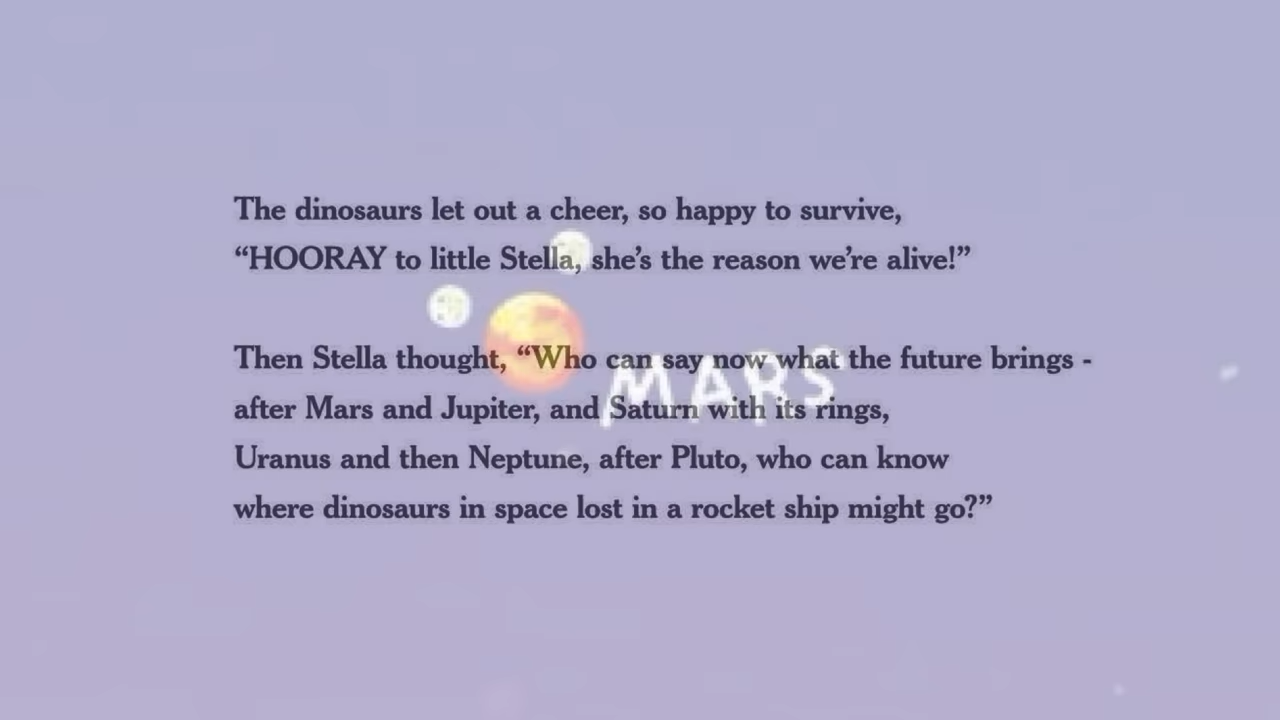 The dinosaurs let out a cheer, so happy to survive,
“HOORAY to little Stella, she’s the reason we’re alive!”
Then Stella thought, “Who can say now what the future brings -
after Mars and Jupiter, and Saturn with its rings,
Uranus and then Neptune, after Pluto, who can know
where dinosaurs in space lost in a rocket ship might go?”
MARS